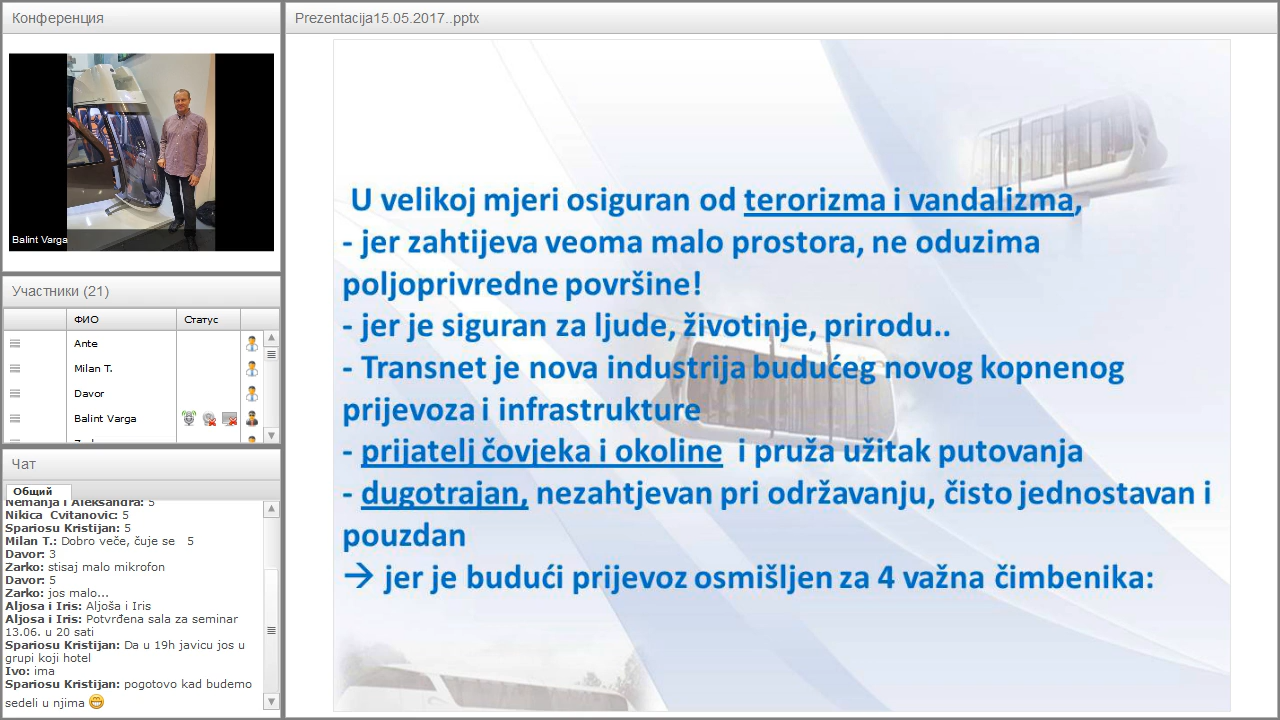 Конференция
Balint Varga
Участники (21)
ФИО Статус
Ante
Milan T.
Davor
Balint Varga
Чат
Общий
Nemanja i Aleksandra: 5
Nikica Cvitanovic: 5
Spariosu Kristijan: 5
Milan T.: Dobro veče, čuje se 5
Davor: 3
Zarko: stisaj malo mikrofon
Davor: 5
Zarko: jos malo...
Aljosa i Iris: Aljoša i Iris
Aljosa i Iris: Potvrđena sala za seminar
13.06. u 20 sati
Spariosu Kristijan: Da u 19h javicu jos u
grupi koji hotel
Ivo: ima
Spariosu Kristijan: pogotovo kad budemo
sedeli u njima
Prezentacija15.05.2017..pptx
U velikoj mjeri osiguran od terorizma i vandalizma,
- jer zahtijeva veoma malo prostora, ne oduzima
poljoprivredne površine!
- jer je siguran za ljude, životinje, prirodu..
- Transnet je nova industrija budućeg novog kopnenog
prijevoza i infrastrukture
- prijatelj čovjeka i okoline i pruža užitak putovanja
- dugotrajan, nezahtjevan pri održavanju, čisto jednostavan i
pouzdan
→ jer je budući prijevoz osmišljen za 4 važna čimbenika: